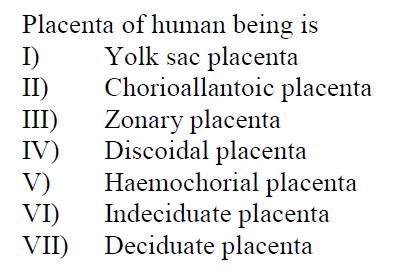 Placenta of human being is
I) Yolk sac placenta
II) Chorioallantoic placenta
III) Zonary placenta
IV) Discoidal placenta
V) Haemochorial placenta
VI) Indeciduate placenta
VII) Deciduate placenta